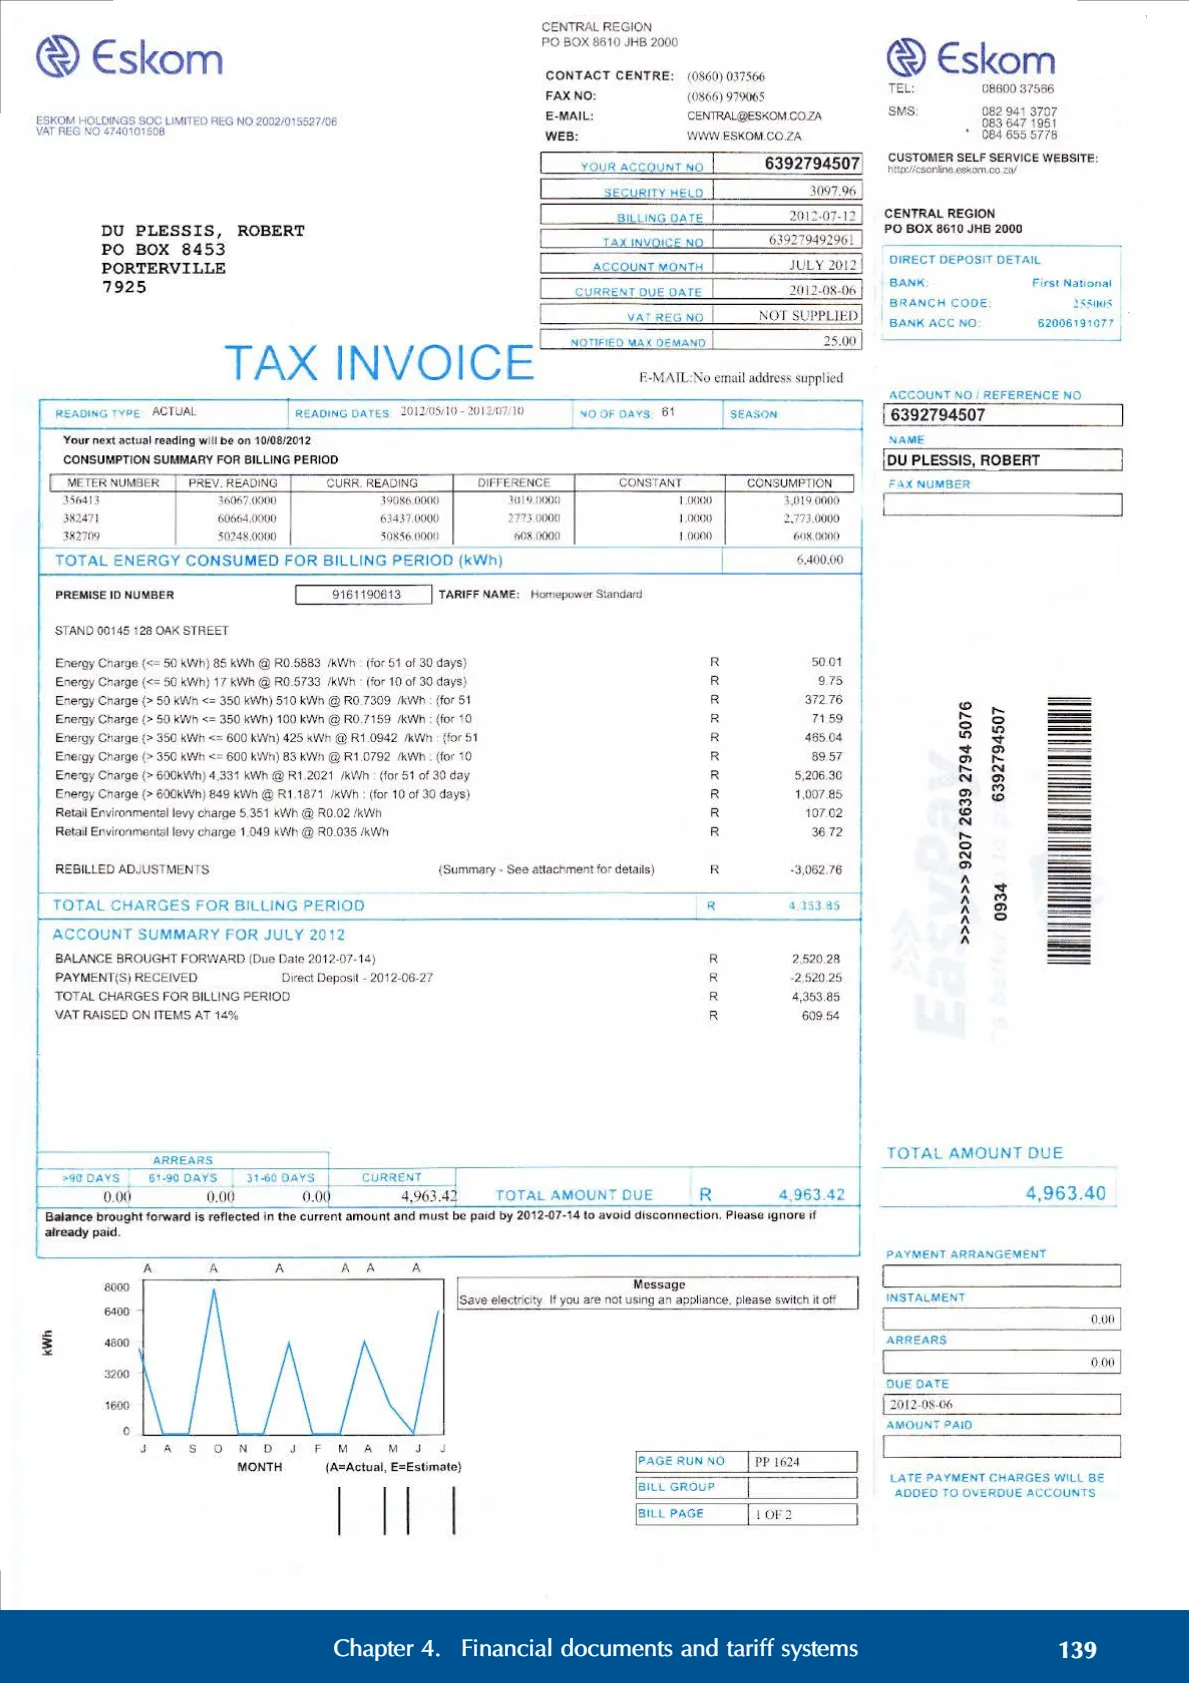 Eskom
ESKOM HOLDINGS SOC LIMITED REG NO 2002/015527/06
VAT REG NO 4740101508
CENTRAL REGION
PO BOX 8610 JHB 2000
CONTACT CENTRE: (0860) 037566
FAX NO: (0866) 979065
E-MAIL: CENTRAL@ESKOM.CO.ZA
WEB: WWW.ESKOM.CO.ZA
YOUR ACCOUNT NO 6392794507
SECURITY HELD 3097.96
BILLING DATE 2012-07-12
TAX INVOICE NO 639279492961
ACCOUNT MONTH JULY 2012
CURRENT DUE DATE 2012-08-06
VAT REG NO NOT SUPPLIED
NOTIFIED MAX DEMAND 25.00
DU PLESSIS, ROBERT
PO BOX 8453
PORTERVILLE
7925
TAX INVOICE
E-MAIL:No email address supplied
READING TYPE ACTUAL READING DATES 2012/05/10 - 2012/07/10 NO OF DAYS 61 SEASON
Your next actual reading will be on 10/08/2012
CONSUMPTION SUMMARY FOR BILLING PERIOD
METER NUMBER PREV. READING CURR. READING DIFFERENCE CONSTANT CONSUMPTION
356413 36067.0000 39086.0000 3019.0000 1.0000 3,019.0000
382471 60664.0000 63437.0000 2773.0000 1.0000 2,773.0000
382709 50248.0000 50856.0000 608.0000 1.0000 608.0000
TOTAL ENERGY CONSUMED FOR BILLING PERIOD (kWh) 6,400.00
PREMISE ID NUMBER 9161190613 TARIFF NAME: Homepower Standard
STAND 00145 128 OAK STREET
Energy Charge (<= 50 kWh) 85 kWh @ R0.5883 /kWh : (for 51 of 30 days) R 50.01
Energy Charge (<= 50 kWh) 17 kWh @ R0.5733 /kWh : (for 10 of 30 days) R 9.75
Energy Charge (> 50 kWh <= 350 kWh) 510 kWh @ R0.7309 /kWh : (for 51 R 372.76
Energy Charge (> 50 kWh <= 350 kWh) 100 kWh @ R0.7159 /kWh : (for 10 R 71.59
Energy Charge (> 350 kWh <= 600 kWh) 425 kWh @ R1.0942 /kWh : (for 51 R 465.04
Energy Charge (> 350 kWh <= 600 kWh) 83 kWh @ R1.0792 /kWh : (for 10 R 89.57
Energy Charge (> 600kWh) 4,331 kWh @ R1.2021 /kWh : (for 51 of 30 day R 5,206.30
Energy Charge (> 600kWh) 849 kWh @ R1.1871 /kWh : (for 10 of 30 days) R 1,007.85
Retail Environmental levy charge 5,351 kWh @ R0.02 /kWh R 107.02
Retail Environmental levy charge 1,049 kWh @ R0.035 /kWh R 36.72
REBILLED ADJUSTMENTS (Summary - See attachment for details) R -3,062.76
TOTAL CHARGES FOR BILLING PERIOD R 4,353.85
ACCOUNT SUMMARY FOR JULY 2012
BALANCE BROUGHT FORWARD (Due Date 2012-07-14) R 2,520.28
PAYMENT(S) RECEIVED Direct Deposit - 2012-06-27 R -2,520.25
TOTAL CHARGES FOR BILLING PERIOD R 4,353.85
VAT RAISED ON ITEMS AT 14% R 609.54
ARREARS
>90 DAYS 61-90 DAYS 31-60 DAYS CURRENT
0.00 0.00 0.00 4,963.42 TOTAL AMOUNT DUE R 4,963.42
Balance brought forward is reflected in the current amount and must be paid by 2012-07-14 to avoid disconnection. Please ignore if
already paid.
A A A A A A
8000
6400
4800
3200
1600
0
kWh
J A S O N D J F M A M J J
MONTH (A=Actual, E=Estimate)
Message
Save electricity If you are not using an appliance, please switch it off
PAGE RUN NO PP 1624
BILL GROUP
BILL PAGE 1 OF 2
Eskom
TEL: 08600 37566
SMS: 082 941 3707
083 647 1951
084 655 5778
CUSTOMER SELF SERVICE WEBSITE:
http://csonline.eskom.co.za/
CENTRAL REGION
PO BOX 8610 JHB 2000
DIRECT DEPOSIT DETAIL
BANK: First National
BRANCH CODE: 255005
BANK ACC NO: 62006191077
ACCOUNT NO / REFERENCE NO
6392794507
NAME
DU PLESSIS, ROBERT
FAX NUMBER
>>>>>> 9207 2639 2794 5076
0934 6392794507
EasyPay
TOTAL AMOUNT DUE
4,963.40
PAYMENT ARRANGEMENT
INSTALMENT
0.00
ARREARS
0.00
DUE DATE
2012-08-06
AMOUNT PAID
LATE PAYMENT CHARGES WILL BE
ADDED TO OVERDUE ACCOUNTS
Chapter 4. Financial documents and tariff systems 139